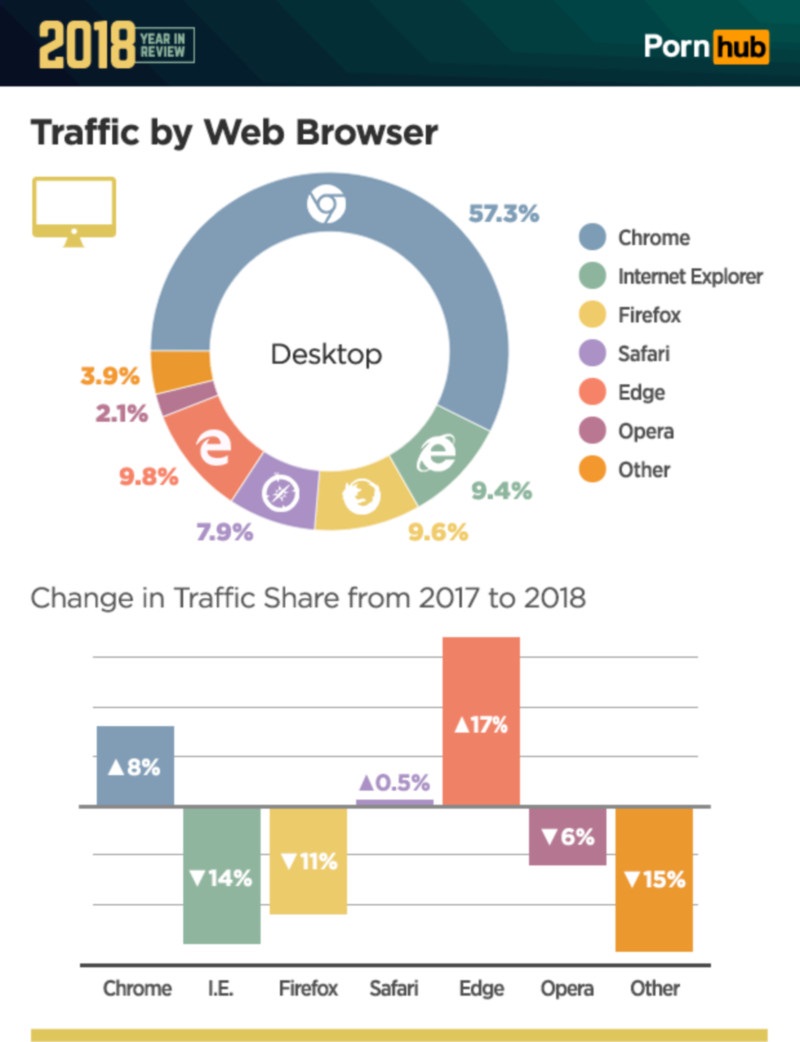 2018 YEAR IN
REVIEW
Porn hub
Traffic by Web Browser
57.3%
Chrome
Internet Explorer
Firefox
Safari
Edge
Opera
Other
Desktop
3.9%
2.1%
9.8%
7.9%
9.6%
9.4%
Change in Traffic Share from 2017 to 2018
▲8%
▼14%
▼11%
▲0.5%
▲17%
▼6%
▼15%
Chrome I.E. Firefox Safari Edge Opera Other